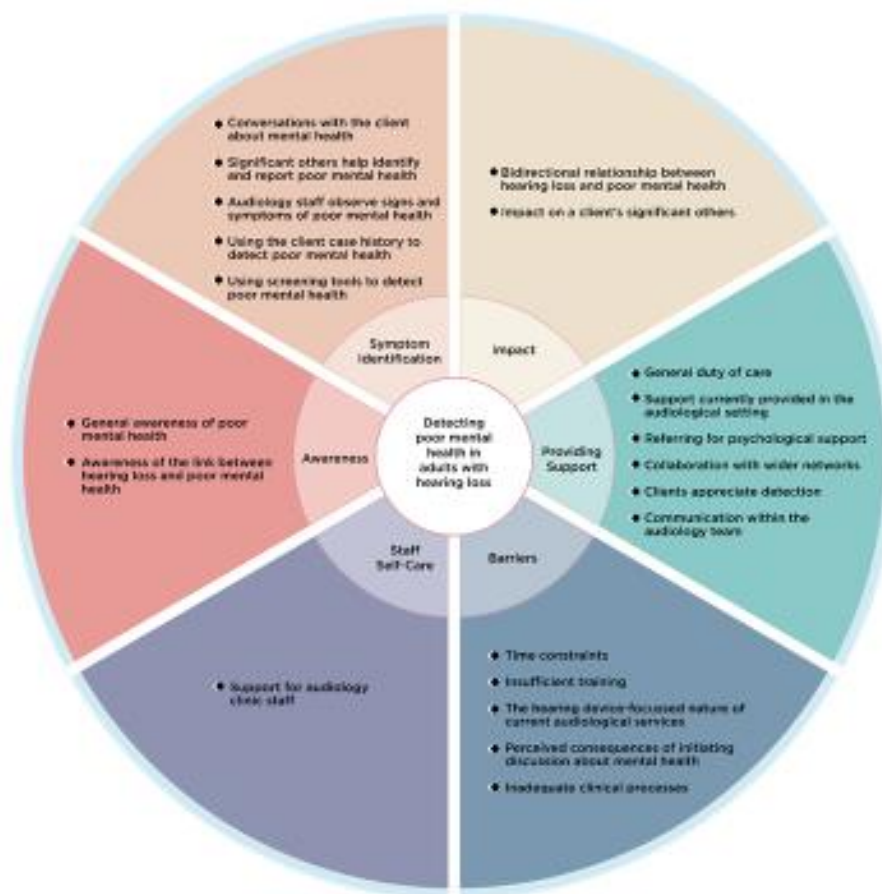 Detecting
poor mental
health in
adults with
hearing loss
Symptom
Identification
● Conversations with the client
about mental health
● Significant others help identify
and report poor mental health
● Audiology staff observe signs and
symptoms of poor mental health
● Using the client case history to
detect poor mental health
● Using screening tools to detect
poor mental health
Impact
● Bidirectional relationship between
hearing loss and poor mental health
● Impact on a client's significant others
Providing
Support
● General duty of care
● Support currently provided in the
audiological setting
● Referring for psychological support
● Collaboration with wider networks
● Clients appreciate detection
● Communication within the
audiology team
Barriers
● Time constraints
● Insufficient training
● The hearing device-focussed nature of
current audiological services
● Perceived consequences of initiating
discussion about mental health
● Inadequate clinical processes
Staff
Self-Care
● Support for audiology
clinic staff
Awareness
● General awareness of poor
mental health
● Awareness of the link between
hearing loss and poor mental
health